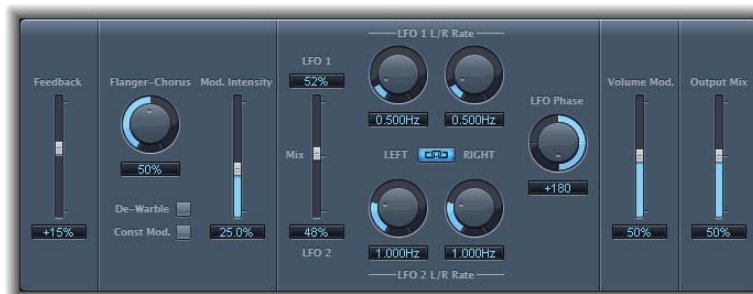 LFO 1 L/R Rate
Feedback
Flanger-Chorus
Mod. Intensity
LFO 1
52%
0.500Hz
0.500Hz
LFO Phase
Volume Mod.
Output Mix
50%
Mix
LEFT
RIGHT
+180
De-Warble
Const Mod.
+15%
25.0%
48%
LFO 2
1.000Hz
1.000Hz
50%
50%
LFO 2 L/R Rate